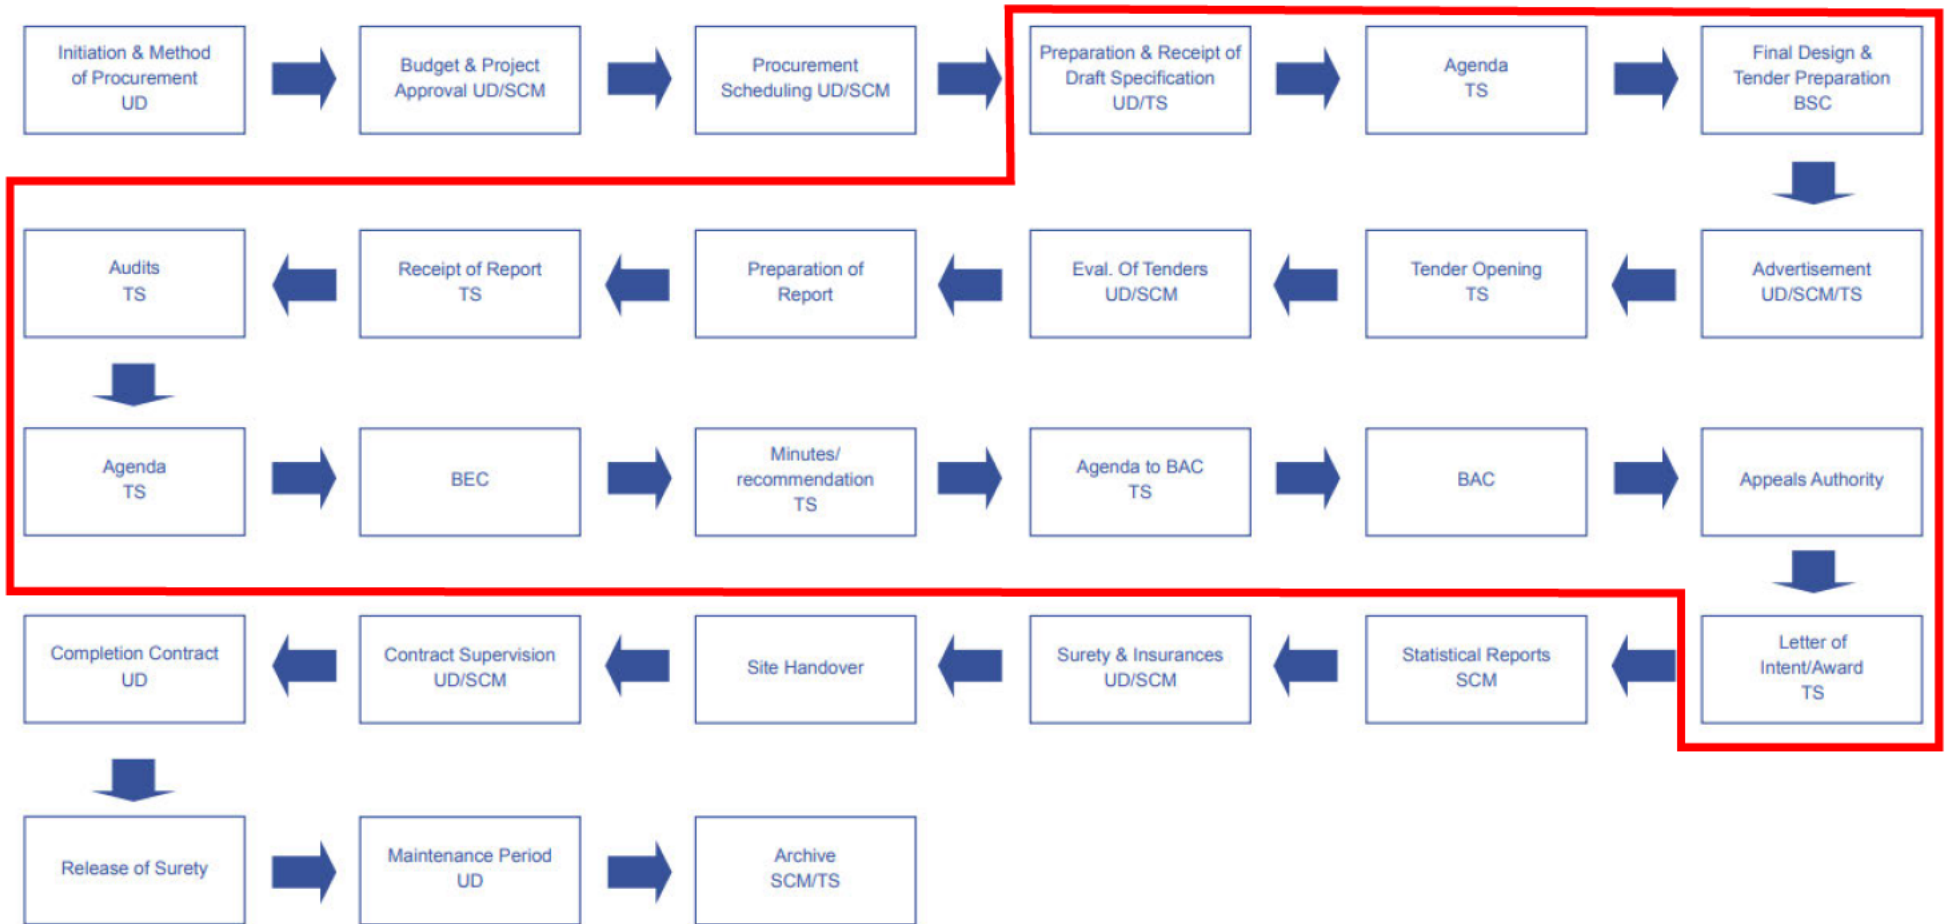 Initiation & Method
of Procurement
UD
Budget & Project
Approval UD/SCM
Procurement
Scheduling UD/SCM
Preparation & Receipt of
Draft Specification
UD/TS
Agenda
TS
Final Design &
Tender Preparation
BSC
Advertisement
UD/SCM/TS
Tender Opening
TS
Eval. Of Tenders
UD/SCM
Preparation of
Report
Receipt of Report
TS
Audits
TS
Agenda
TS
BEC
Minutes/
recommendation
TS
Agenda to BAC
TS
BAC
Appeals Authority
Letter of
Intent/Award
TS
Statistical Reports
SCM
Surety & Insurances
UD/SCM
Site Handover
Contract Supervision
UD/SCM
Completion Contract
UD
Release of Surety
Maintenance Period
UD
Archive
SCM/TS